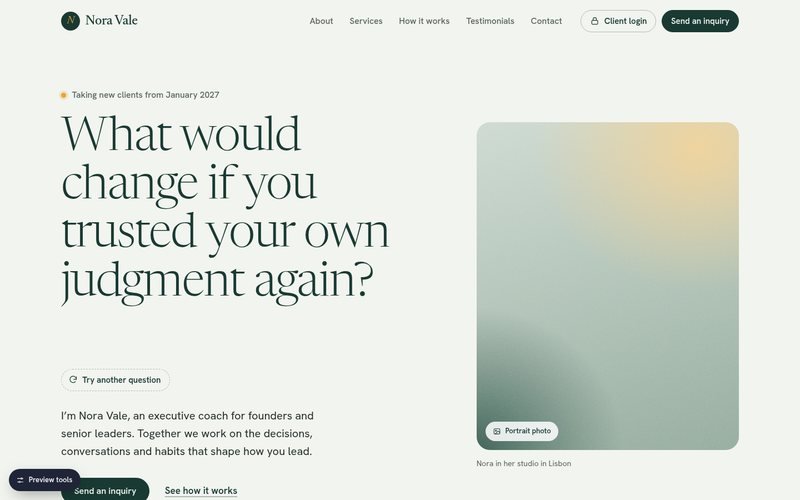 N Nora Vale
About Services How it works Testimonials Contact Client login Send an inquiry
Taking new clients from January 2027
What would
change if you
trusted your own
judgment again?
Try another question
I’m Nora Vale, an executive coach for founders and
senior leaders. Together we work on the decisions,
conversations and habits that shape how you lead.
Portrait photo
Nora in her studio in Lisbon
Preview tools
Send an inquiry See how it works